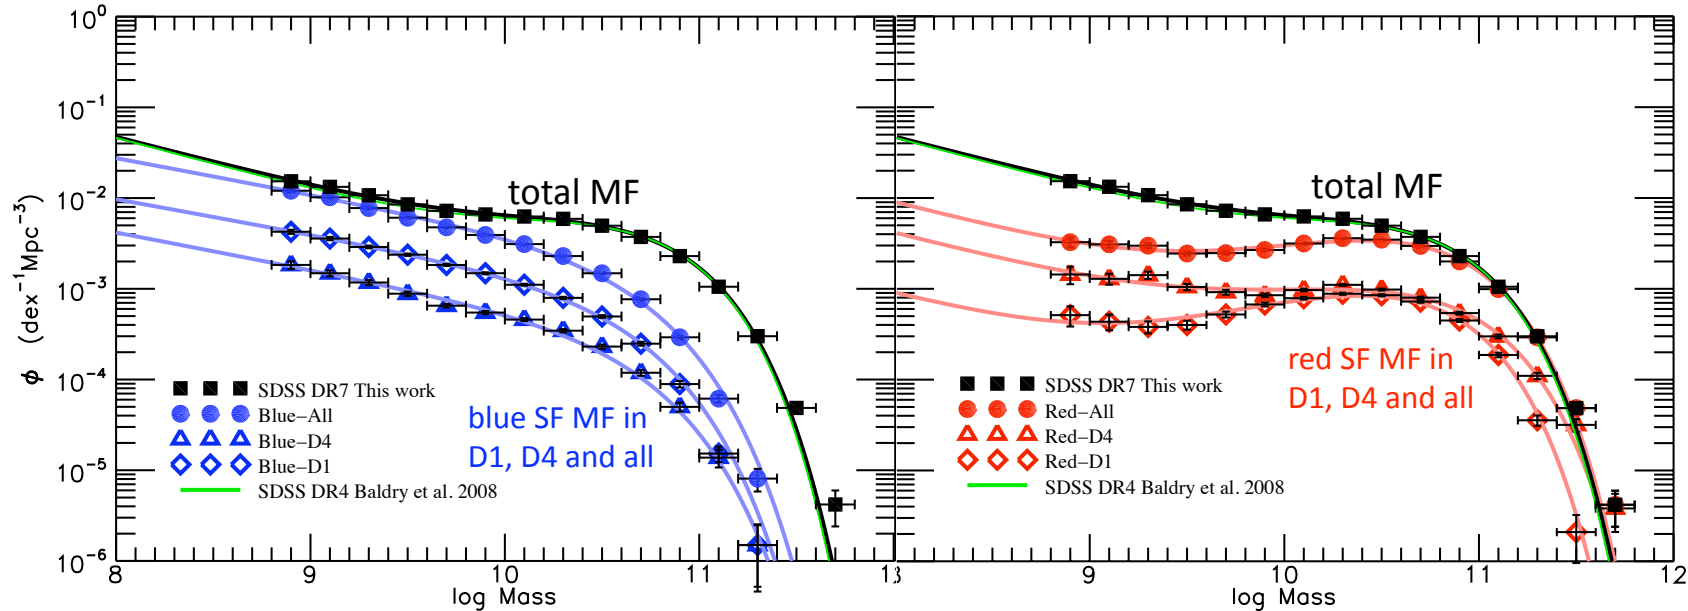 10⁰
10⁻¹
10⁻²
10⁻³
10⁻⁴
10⁻⁵
10⁻⁶
ϕ (dex⁻¹Mpc⁻³)
total MF
SDSS DR7 This work
Blue−All
Blue−D4
Blue−D1
SDSS DR4 Baldry et al. 2008
blue SF MF in
D1, D4 and all
8 9 10 11
log Mass
total MF
SDSS DR7 This work
Red−All
Red−D4
Red−D1
SDSS DR4 Baldry et al. 2008
red SF MF in
D1, D4 and all
9 10 11 12
log Mass